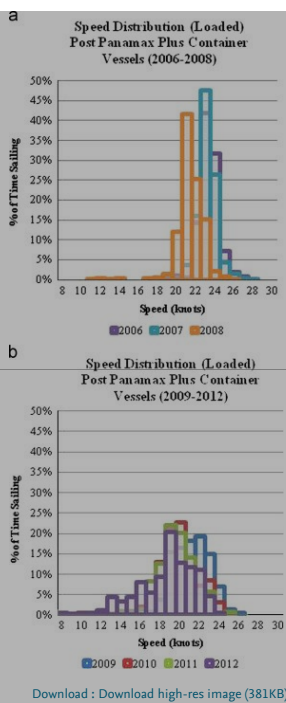 a
Speed Distribution (Loaded)
Post Panamax Plus Container
Vessels (2006-2008)
50%
45%
40%
35%
30%
25%
20%
15%
10%
5%
0%
% of Time Sailing
8 10 12 14 16 18 20 22 24 26 28 30
Speed (knots)
2006 2007 2008
b
Speed Distribution (Loaded)
Post Panamax Plus Container
Vessels (2009-2012)
50%
45%
40%
35%
30%
25%
20%
15%
10%
5%
0%
% of Time Sailing
8 10 12 14 16 18 20 22 24 26 28 30
Speed (knots)
2009 2010 2011 2012
Download : Download high-res image (381KB)